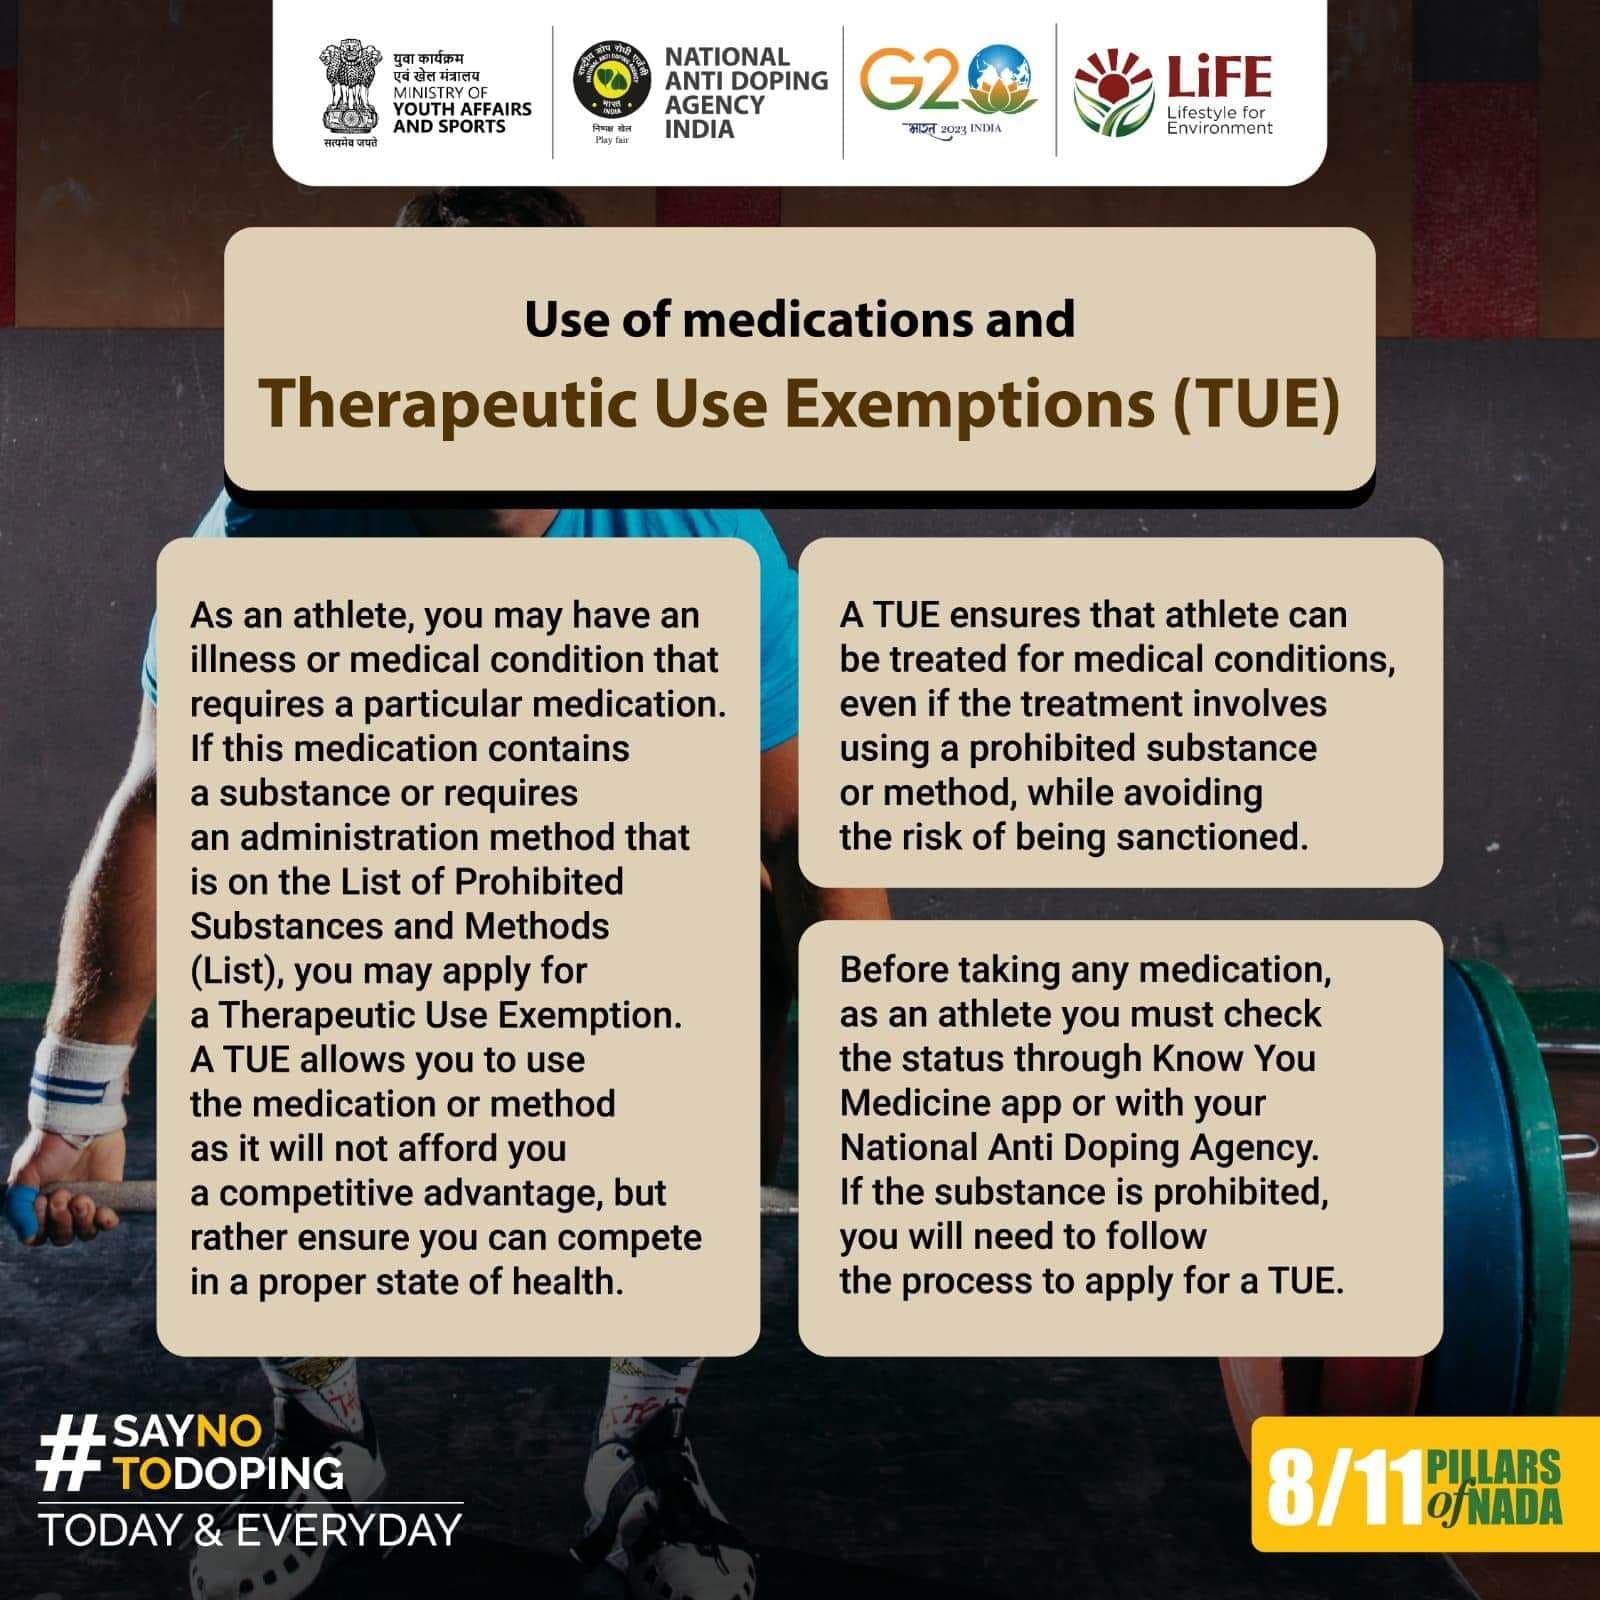 युवा कार्यक्रम
एवं खेल मंत्रालय
MINISTRY OF
YOUTH AFFAIRS
AND SPORTS
सत्यमेव जयते
राष्ट्रीय डोप रोधी एजेंसी
NATIONAL ANTI DOPING AGENCY
भारत
INDIA
निष्पक्ष खेल
Play fair
NATIONAL
ANTI DOPING
AGENCY
INDIA
G20
भारत 2023 INDIA
LiFE
Lifestyle for
Environment
Use of medications and
Therapeutic Use Exemptions (TUE)
As an athlete, you may have an
illness or medical condition that
requires a particular medication.
If this medication contains
a substance or requires
an administration method that
is on the List of Prohibited
Substances and Methods
(List), you may apply for
a Therapeutic Use Exemption.
A TUE allows you to use
the medication or method
as it will not afford you
a competitive advantage, but
rather ensure you can compete
in a proper state of health.
A TUE ensures that athlete can
be treated for medical conditions,
even if the treatment involves
using a prohibited substance
or method, while avoiding
the risk of being sanctioned.
Before taking any medication,
as an athlete you must check
the status through Know You
Medicine app or with your
National Anti Doping Agency.
If the substance is prohibited,
you will need to follow
the process to apply for a TUE.
#SAYNO
TODOPING
TODAY & EVERYDAY
8/11 PILLARS
of NADA